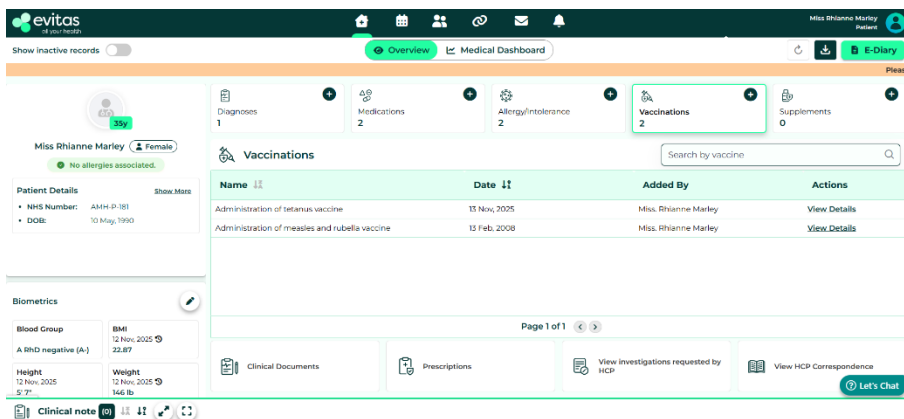 evitas
all your health
Miss Rhianne Marley
Patient
Show inactive records
Overview
Medical Dashboard
E-Diary
Pleas
35y
Miss Rhianne Marley
Female
No allergies associated.
Patient Details
Show More
• NHS Number: AMH-P-181
• DOB: 10 May, 1990
Biometrics
Blood Group
A RhD negative (A-)
BMI
12 Nov, 2025
22.87
Height
12 Nov, 2025
5' 7"
Weight
12 Nov, 2025
146 lb
Diagnoses
1
Medications
2
Allergy/Intolerance
2
Vaccinations
2
Supplements
0
Vaccinations
Search by vaccine
Name Date Added By Actions
Administration of tetanus vaccine 13 Nov, 2025 Miss. Rhianne Marley View Details
Administration of measles and rubella vaccine 13 Feb, 2008 Miss. Rhianne Marley View Details
Page 1 of 1
Clinical Documents
Prescriptions
View investigations requested by
HCP
View HCP Correspondence
Let's Chat
Clinical note (0)